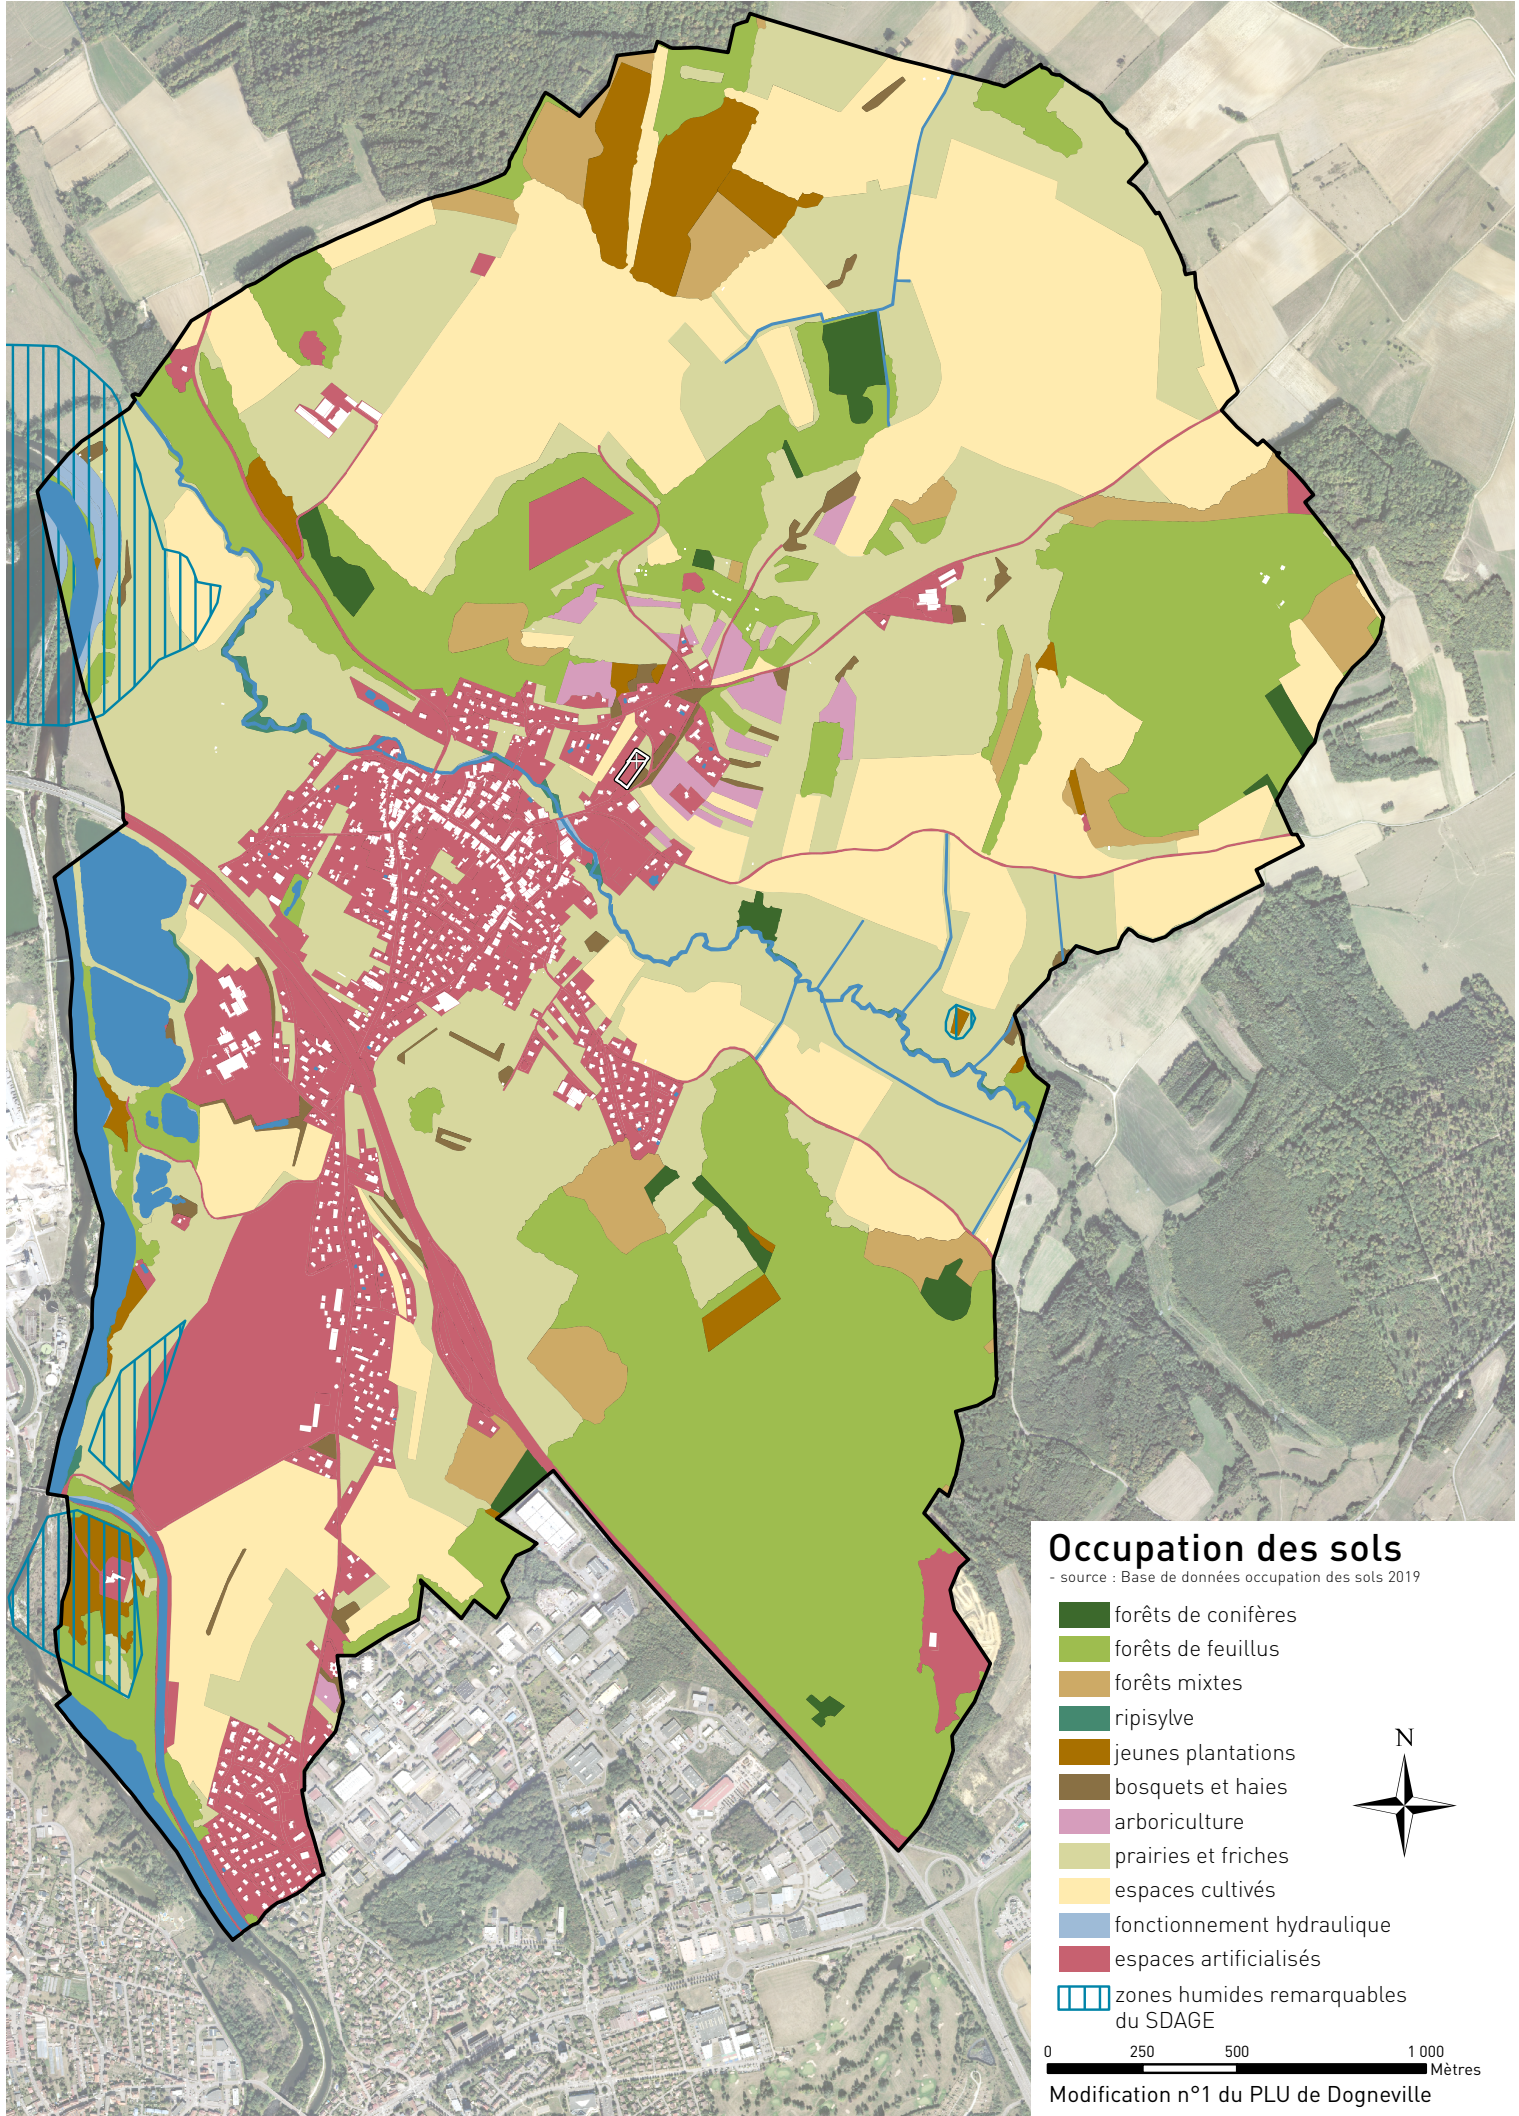 Occupation des sols
- source : Base de données occupation des sols 2019
forêts de conifères
forêts de feuillus
forêts mixtes
ripisylve
jeunes plantations
bosquets et haies
arboriculture
prairies et friches
espaces cultivés
fonctionnement hydraulique
espaces artificialisés
zones humides remarquables
du SDAGE
N
0 250 500 1 000
Mètres
Modification n°1 du PLU de Dogneville